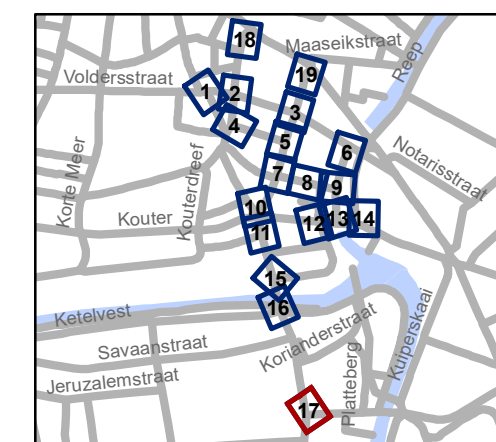 18
Maaseikstraat
Reep
19
Voldersstraat
1
2
3
4
5
6
Notarisstraat
Korte Meer
Kouterdreef
7
8
9
10
Kouter
11
12
13
14
15
16
Ketelvest
Savaanstraat
Korianderstraat
Kuiperskaai
Platteberg
Jeruzalemstraat
17